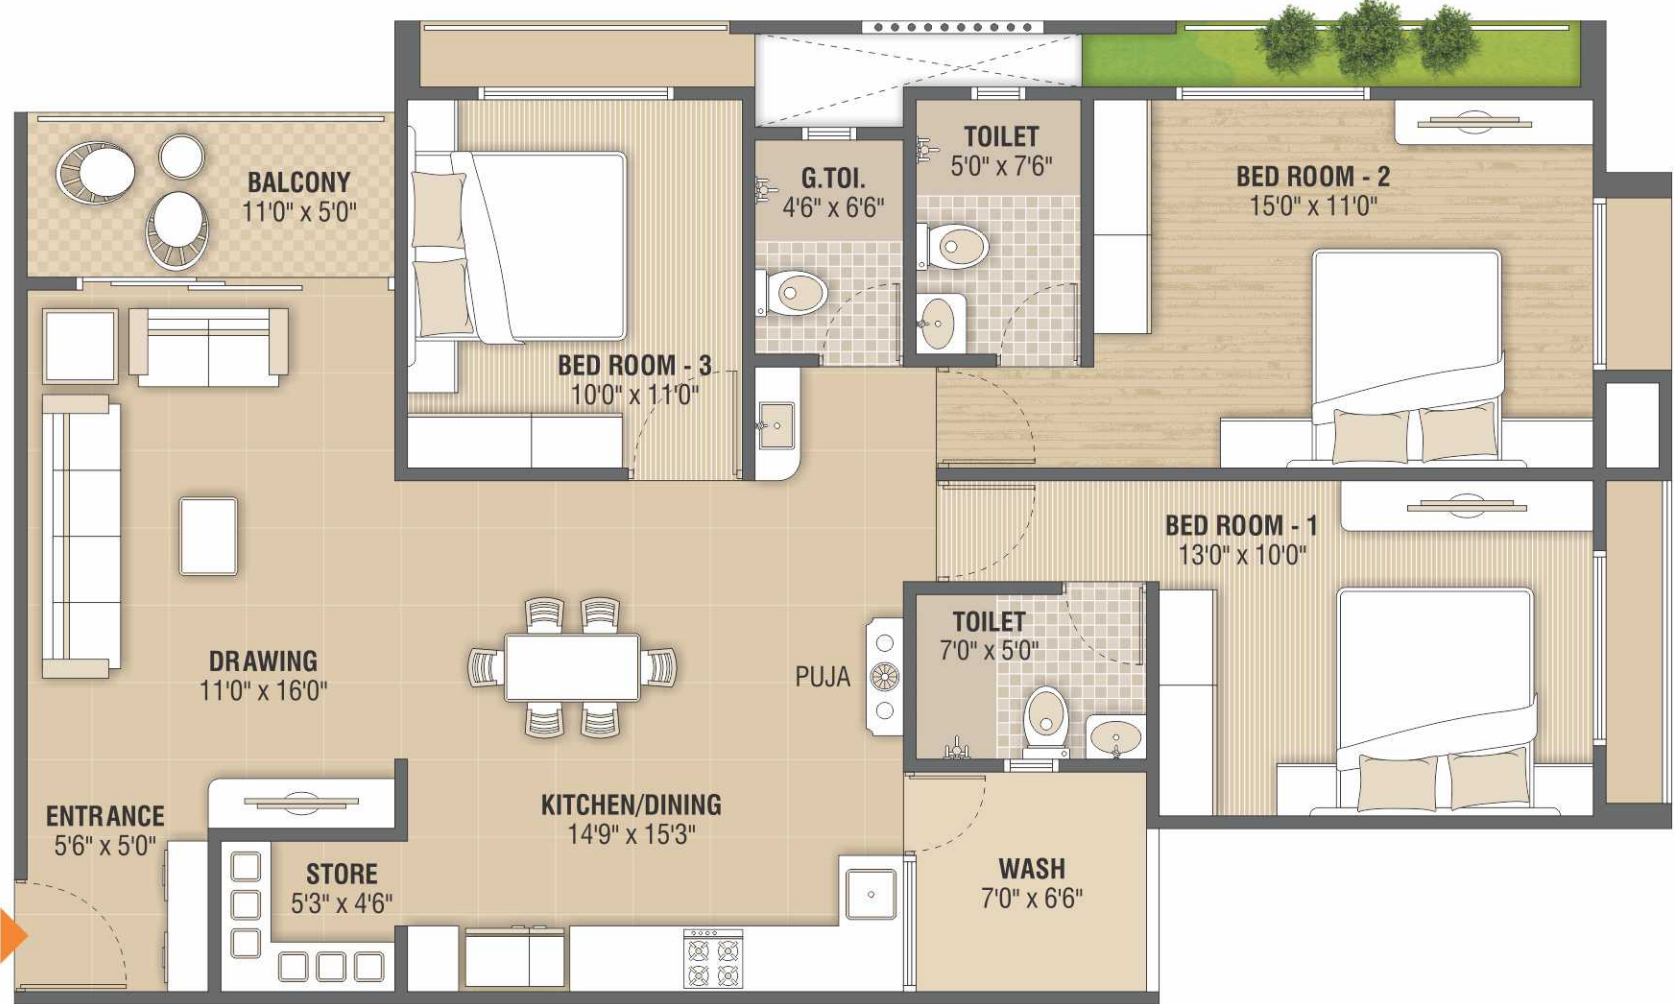 BALCONY
11'0" x 5'0"
BED ROOM - 3
10'0" x 11'0"
G.TOI.
4'6" x 6'6"
TOILET
5'0" x 7'6"
BED ROOM - 2
15'0" x 11'0"
BED ROOM - 1
13'0" x 10'0"
TOILET
7'0" x 5'0"
PUJA
DRAWING
11'0" x 16'0"
ENTRANCE
5'6" x 5'0"
STORE
5'3" x 4'6"
KITCHEN/DINING
14'9" x 15'3"
WASH
7'0" x 6'6"